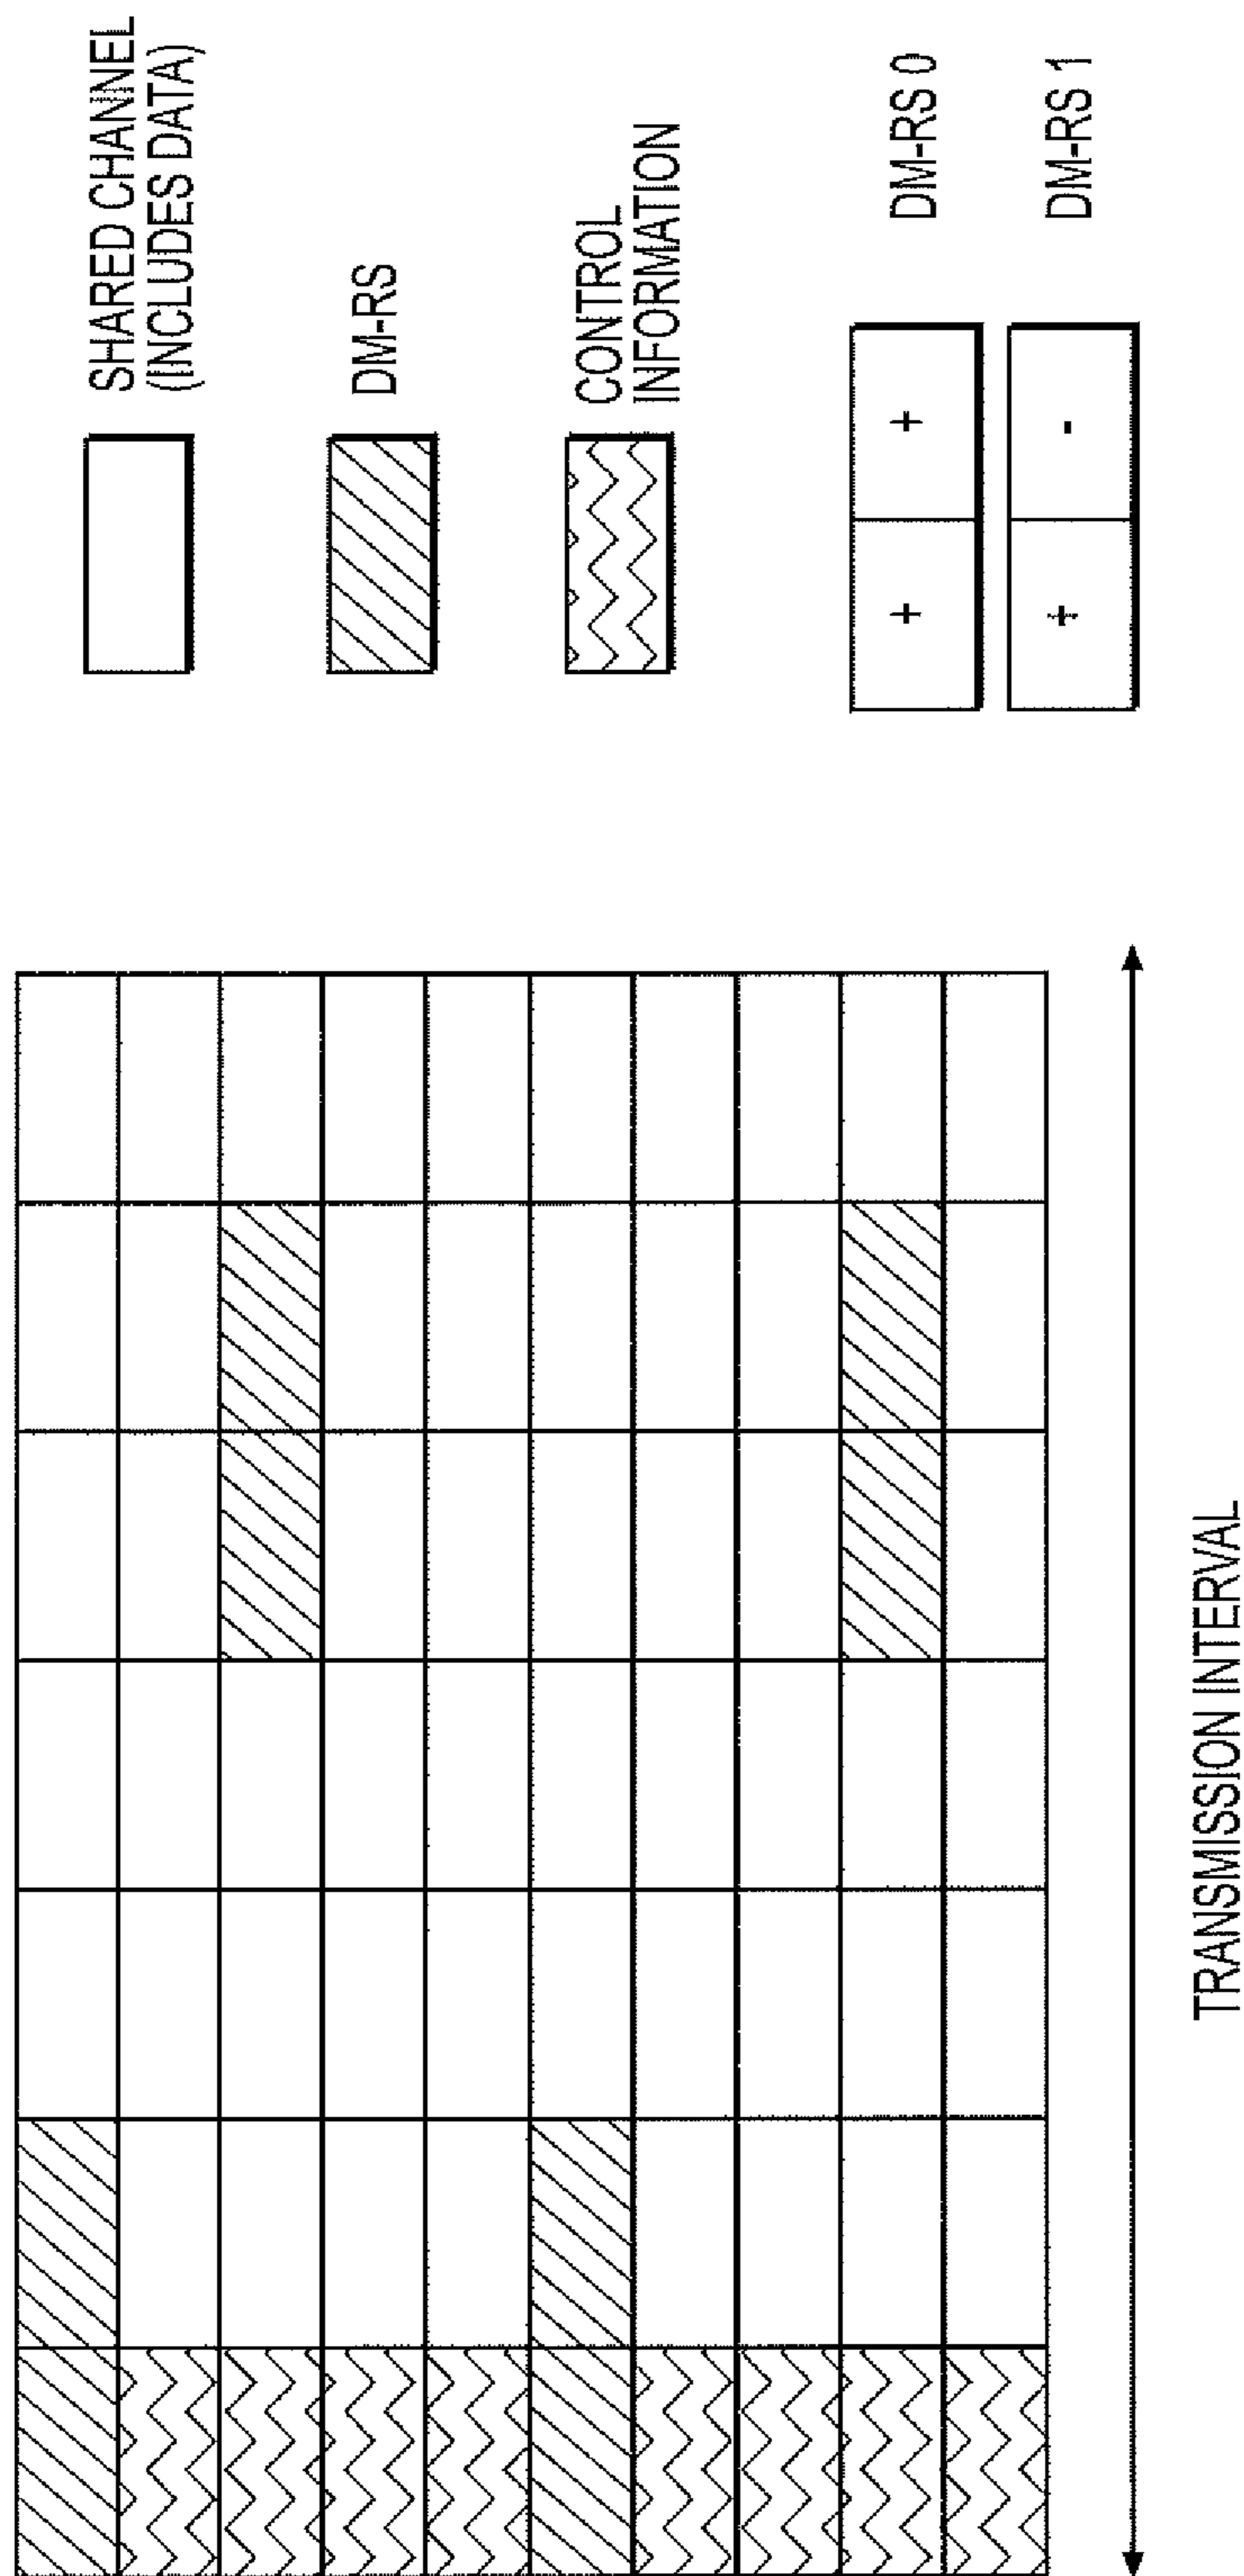 SHARED CHANNEL
(INCLUDES DATA)
DM-RS
CONTROL
INFORMATION
+ + DM-RS 0
+ - DM-RS 1
TRANSMISSION INTERVAL